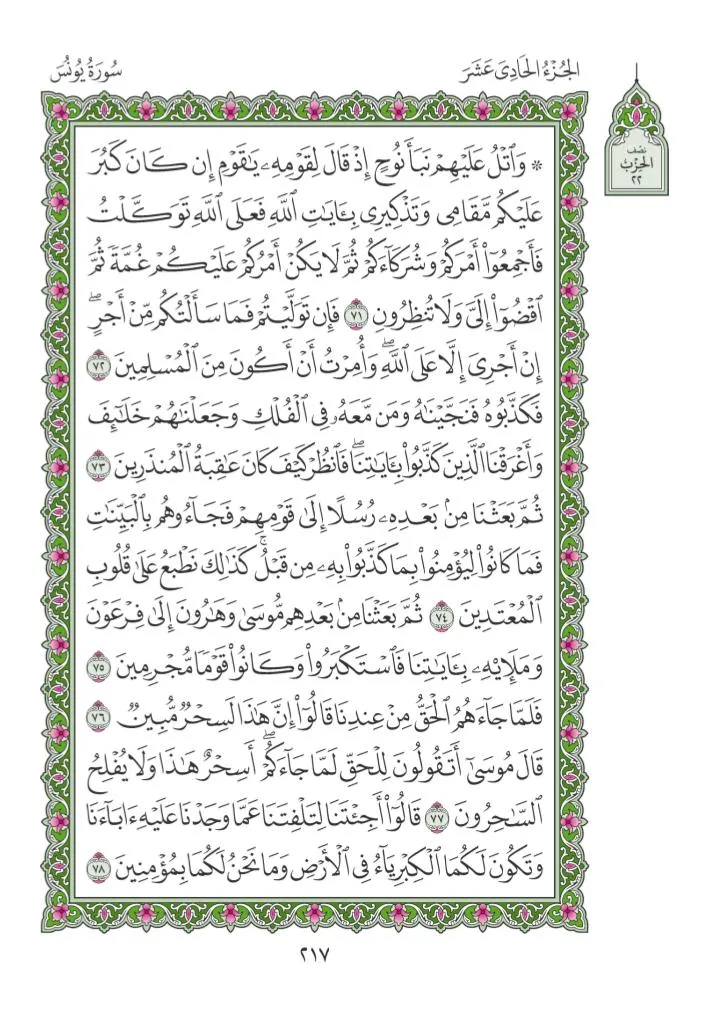 سُورَةُ يُونُسَ
الجُزْءُ الحَادِى عَشَرَ
نصف
الحِزْبُ
٢٢
۞ وَٱتْلُ عَلَيْهِمْ نَبَأَ نُوحٍ إِذْ قَالَ لِقَوْمِهِۦ يَٰقَوْمِ إِن كَانَ كَبُرَ
عَلَيْكُم مَّقَامِى وَتَذْكِيرِى بِـَٔايَٰتِ ٱللَّهِ فَعَلَى ٱللَّهِ تَوَكَّلْتُ
فَأَجْمِعُوٓا۟ أَمْرَكُمْ وَشُرَكَآءَكُمْ ثُمَّ لَا يَكُنْ أَمْرُكُمْ عَلَيْكُمْ غُمَّةً ثُمَّ
ٱقْضُوٓا۟ إِلَىَّ وَلَا تُنظِرُونِ ٧١ فَإِن تَوَلَّيْتُمْ فَمَا سَأَلْتُكُم مِّنْ أَجْرٍ ۖ
إِنْ أَجْرِىَ إِلَّا عَلَى ٱللَّهِ ۖ وَأُمِرْتُ أَنْ أَكُونَ مِنَ ٱلْمُسْلِمِينَ ٧٢
فَكَذَّبُوهُ فَنَجَّيْنَٰهُ وَمَن مَّعَهُۥ فِى ٱلْفُلْكِ وَجَعَلْنَٰهُمْ خَلَٰٓئِفَ
وَأَغْرَقْنَا ٱلَّذِينَ كَذَّبُوا۟ بِـَٔايَٰتِنَا ۖ فَٱنظُرْ كَيْفَ كَانَ عَٰقِبَةُ ٱلْمُنذَرِينَ ٧٣
ثُمَّ بَعَثْنَا مِنۢ بَعْدِهِۦ رُسُلًا إِلَىٰ قَوْمِهِمْ فَجَآءُوهُم بِٱلْبَيِّنَٰتِ
فَمَا كَانُوا۟ لِيُؤْمِنُوا۟ بِمَا كَذَّبُوا۟ بِهِۦ مِن قَبْلُ ۚ كَذَٰلِكَ نَطْبَعُ عَلَىٰ قُلُوبِ
ٱلْمُعْتَدِينَ ٧٤ ثُمَّ بَعَثْنَا مِنۢ بَعْدِهِم مُّوسَىٰ وَهَٰرُونَ إِلَىٰ فِرْعَوْنَ
وَمَلَإِي۟هِۦ بِـَٔايَٰتِنَا فَٱسْتَكْبَرُوا۟ وَكَانُوا۟ قَوْمًا مُّجْرِمِينَ ٧٥
فَلَمَّا جَآءَهُمُ ٱلْحَقُّ مِنْ عِندِنَا قَالُوٓا۟ إِنَّ هَٰذَا لَسِحْرٌ مُّبِينٌ ٧٦
قَالَ مُوسَىٰٓ أَتَقُولُونَ لِلْحَقِّ لَمَّا جَآءَكُمْ ۖ أَسِحْرٌ هَٰذَا وَلَا يُفْلِحُ
ٱلسَّٰحِرُونَ ٧٧ قَالُوٓا۟ أَجِئْتَنَا لِتَلْفِتَنَا عَمَّا وَجَدْنَا عَلَيْهِ ءَابَآءَنَا
وَتَكُونَ لَكُمَا ٱلْكِبْرِيَآءُ فِى ٱلْأَرْضِ وَمَا نَحْنُ لَكُمَا بِمُؤْمِنِينَ ٧٨
٢١٧